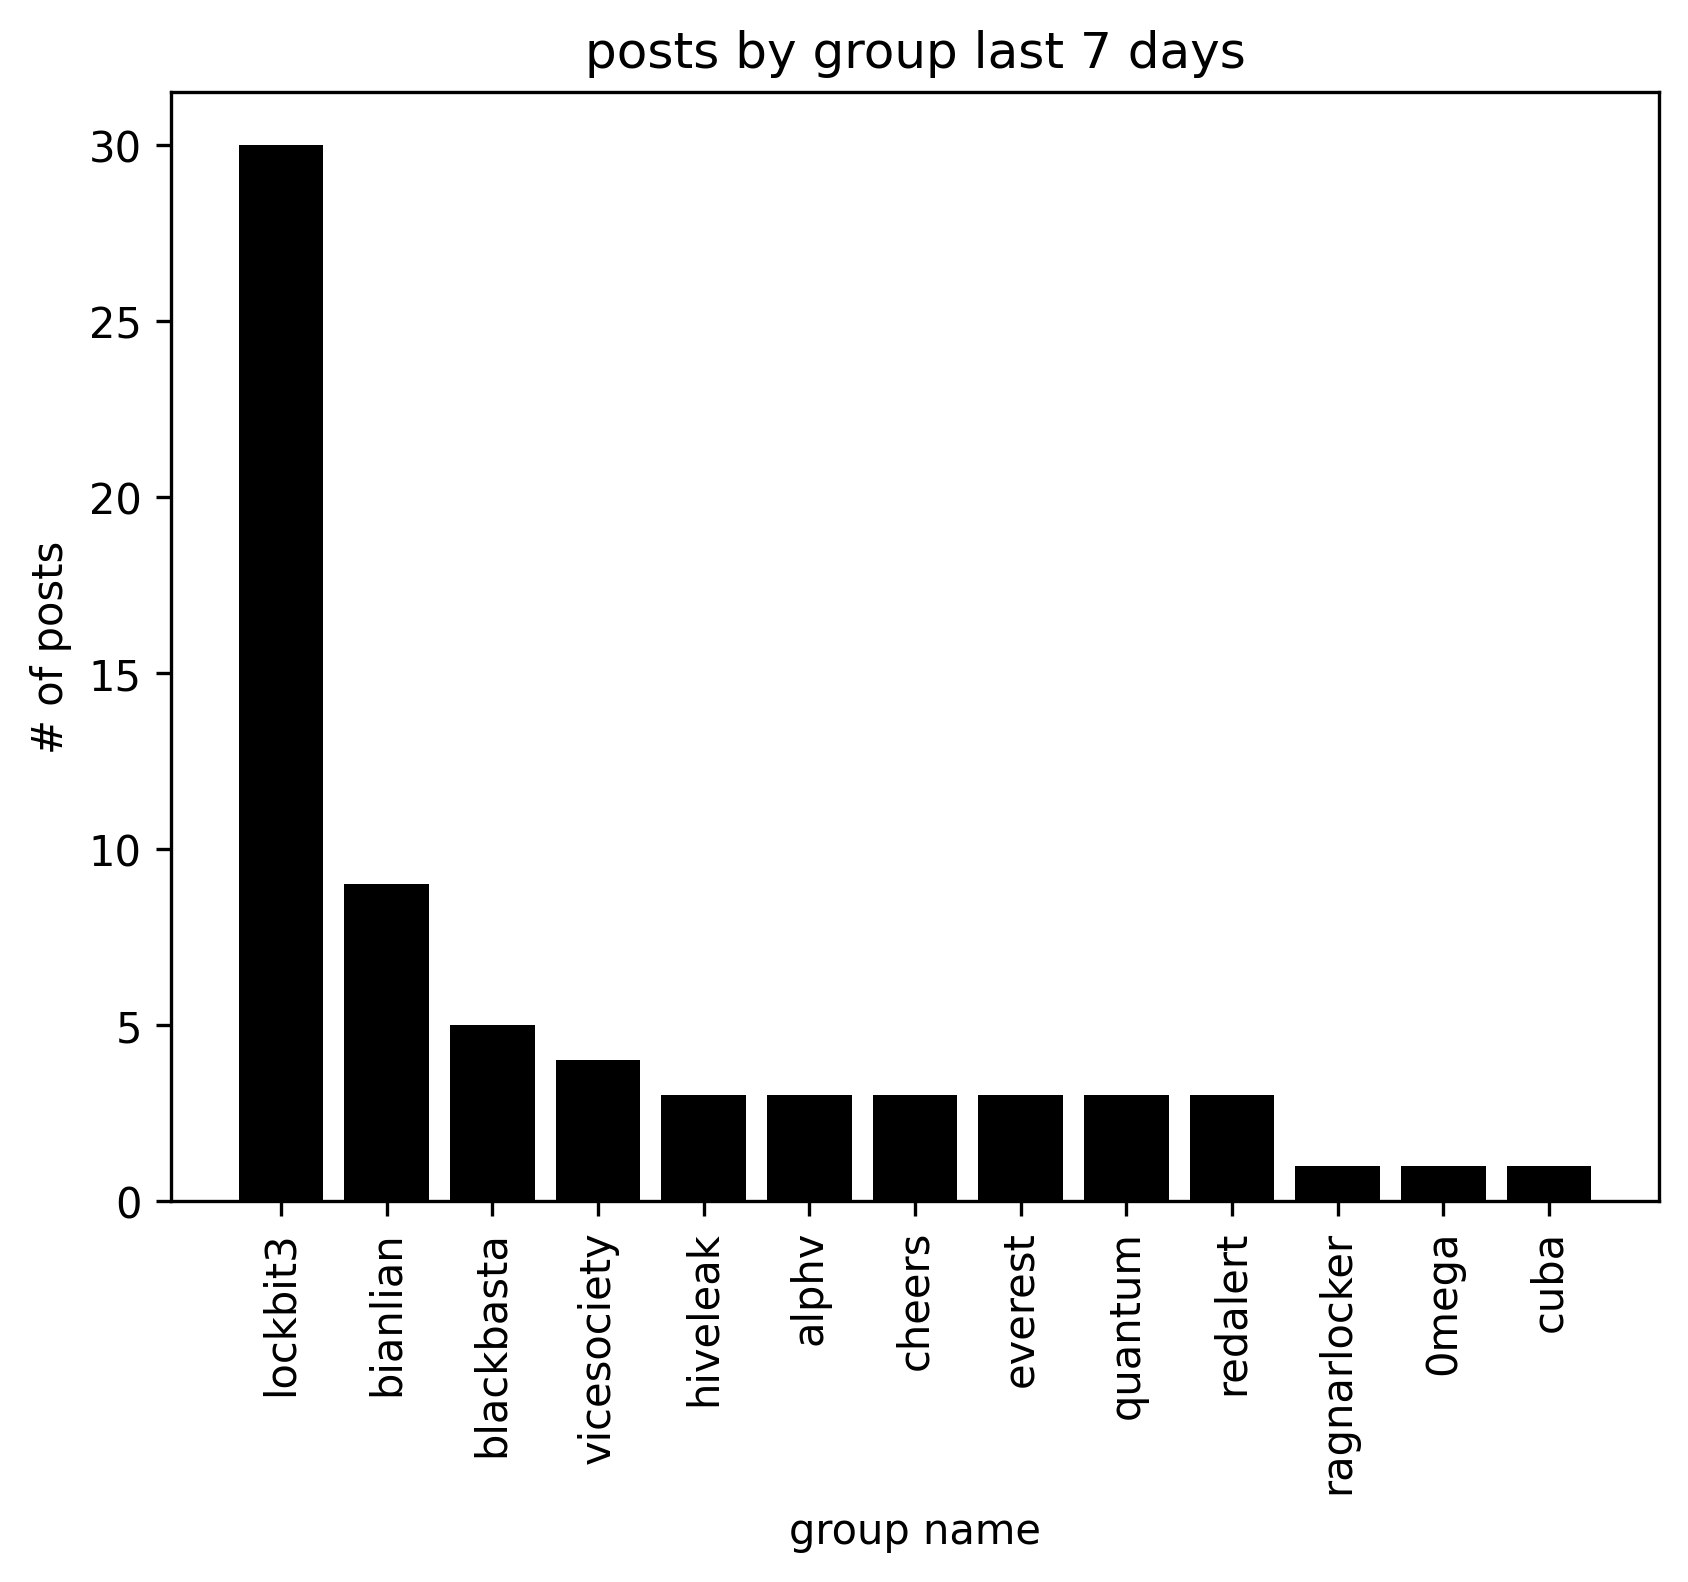 posts by group last 7 days
# of posts
30
25
20
15
10
5
0
lockbit3
bianlian
blackbasta
vicesociety
hiveleak
alphv
cheers
everest
quantum
redalert
ragnarlocker
0mega
cuba
group name